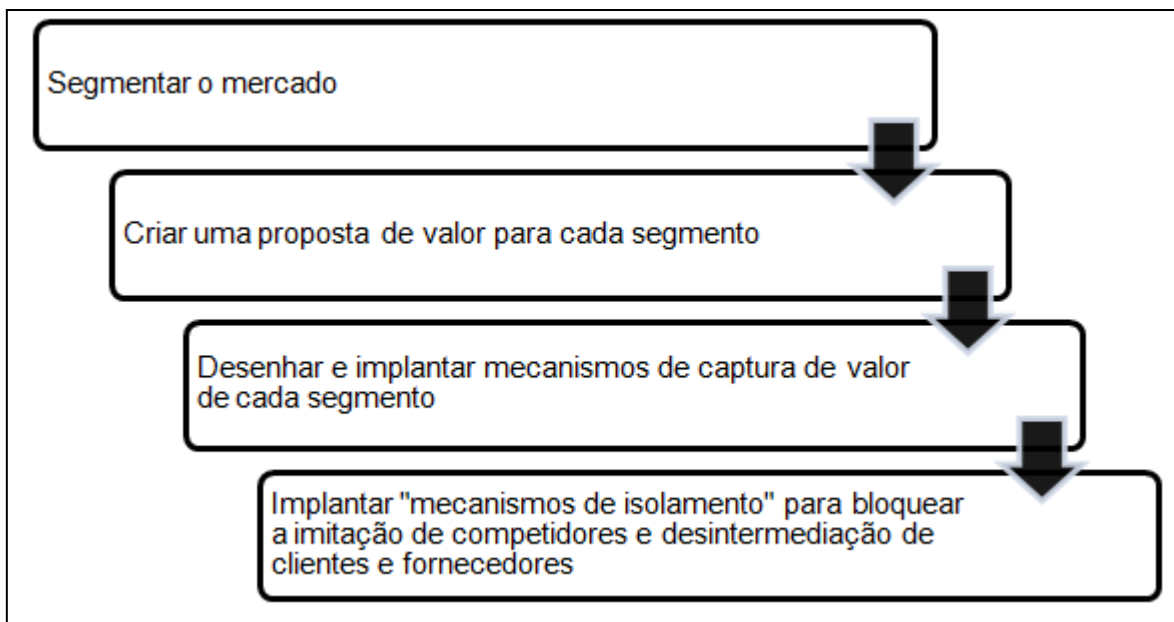 Segmentar o mercado
Criar uma proposta de valor para cada segmento
Desenhar e implantar mecanismos de captura de valor
de cada segmento
Implantar "mecanismos de isolamento" para bloquear
a imitação de competidores e desintermediação de
clientes e fornecedores